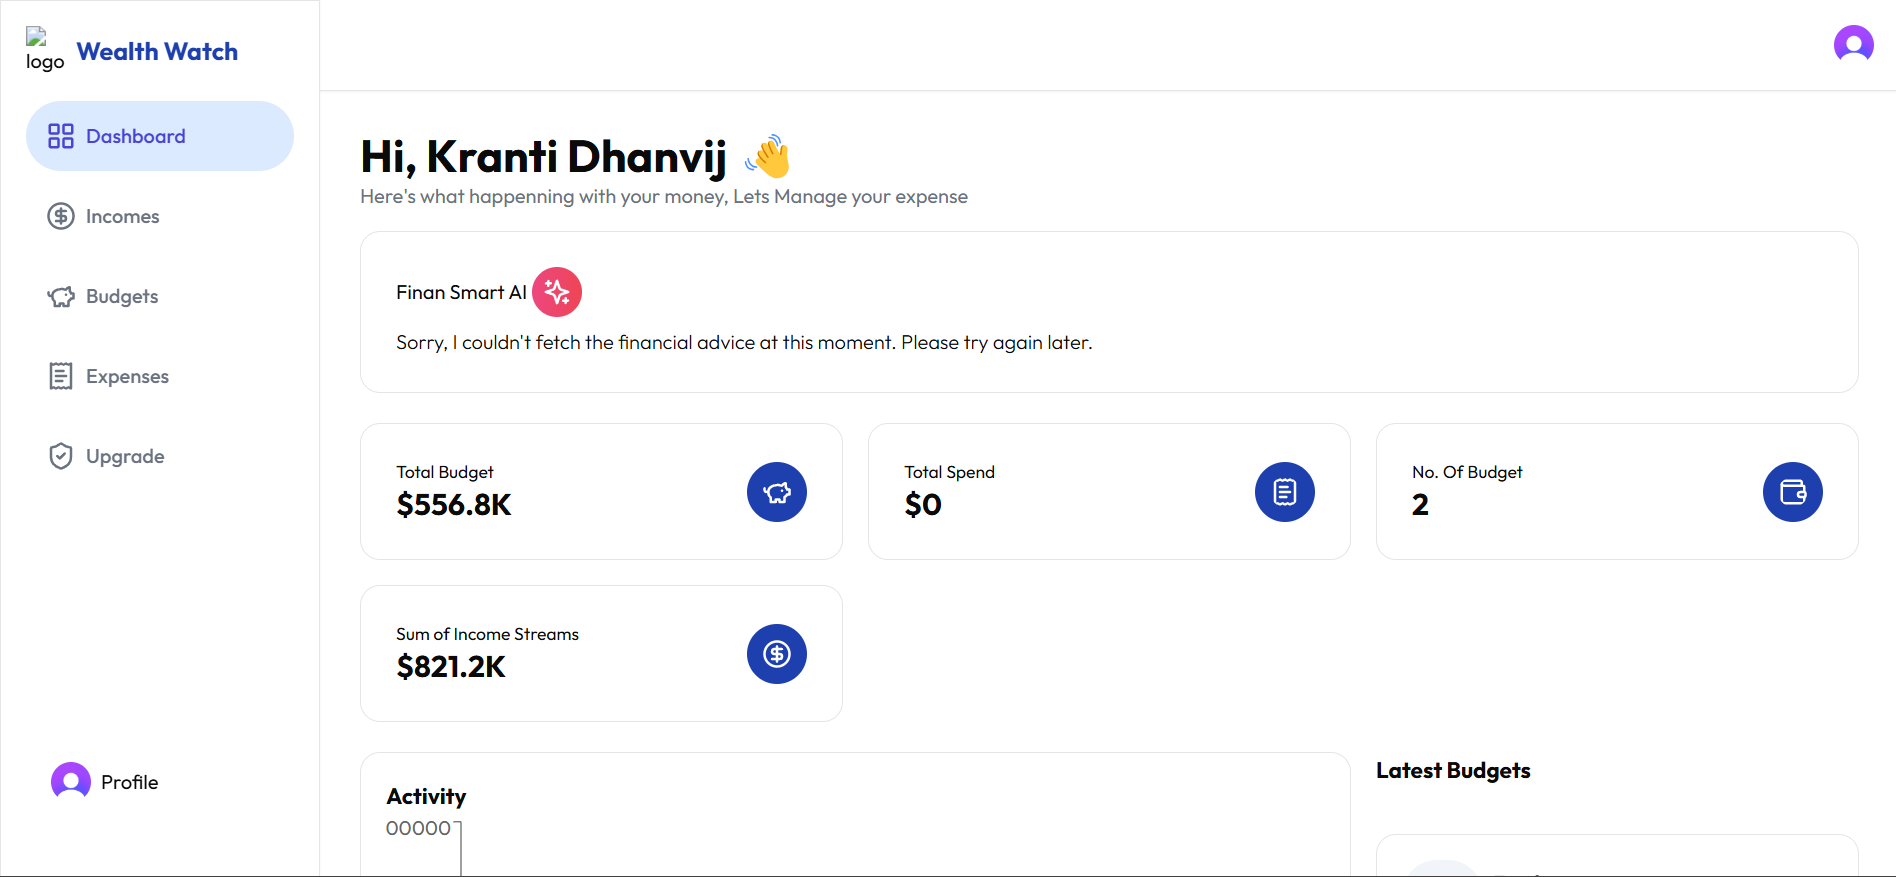 logo
Wealth Watch
Dashboard
Incomes
Budgets
Expenses
Upgrade
Profile
Hi, Kranti Dhanvij 👋
Here's what happenning with your money, Lets Manage your expense
Finan Smart AI
Sorry, I couldn't fetch the financial advice at this moment. Please try again later.
Total Budget
$556.8K
Total Spend
$0
No. Of Budget
2
Sum of Income Streams
$821.2K
Activity
00000
Latest Budgets